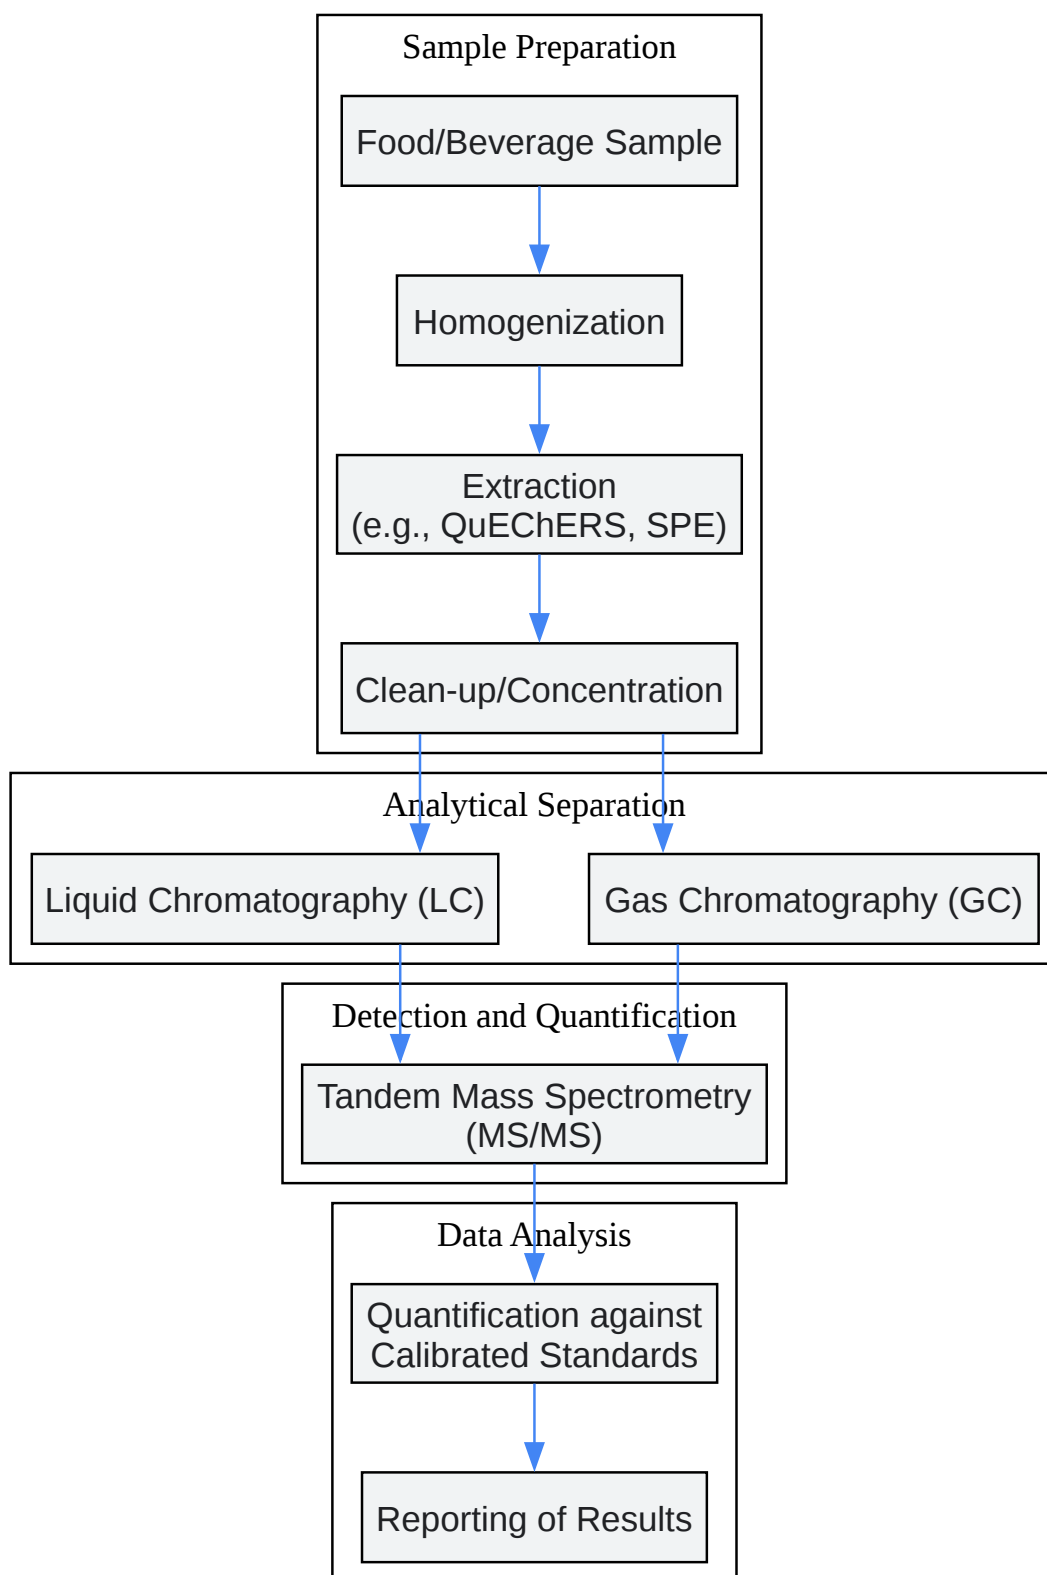 Sample Preparation
Food/Beverage Sample
Homogenization
Extraction
(e.g., QuEChERS, SPE)
Clean-up/Concentration
Analytical Separation
Liquid Chromatography (LC)
Gas Chromatography (GC)
Detection and Quantification
Tandem Mass Spectrometry
(MS/MS)
Data Analysis
Quantification against
Calibrated Standards
Reporting of Results